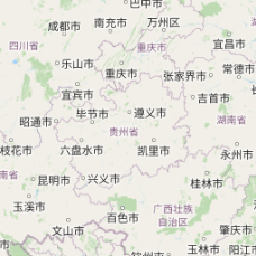 巴中市
成都市
南充市
万州区
宜昌市
四川省
重庆市
乐山市
重庆市
张家界市
常德市
宜宾市
吉首市
昭通市
毕节市
遵义市
湖南省
贵州省
枝花市
六盘水市
凯里市
永州市
昆明市
兴义市
桂林市
玉溪市
百色市
广西壮族
自治区
文山市
肇庆市
玉林市
阳江市